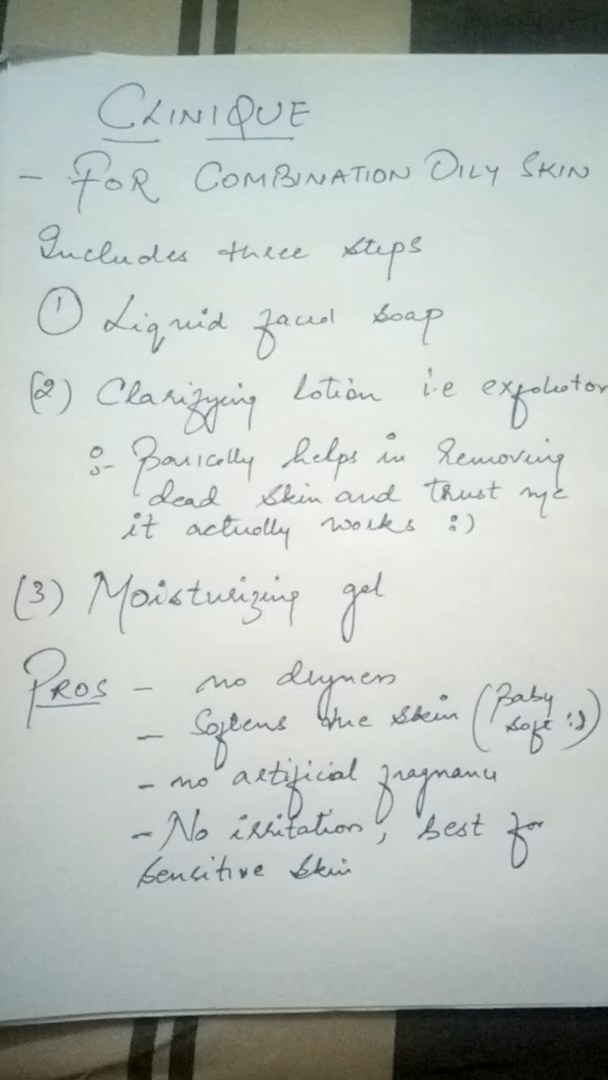 CLINIQUE
- FOR COMBINATION OILY SKIN
Includes three steps
① Liquid facial soap
(2) Clarifying lotion i.e exfoliator
:- Basically helps in removing
dead skin and trust me
it actually works :)
(3) Moisturizing gel
PROS - no dryness
- Softens the skin (Baby
soft :))
- no artificial fragnance
- No irritation, best for
sensitive skin